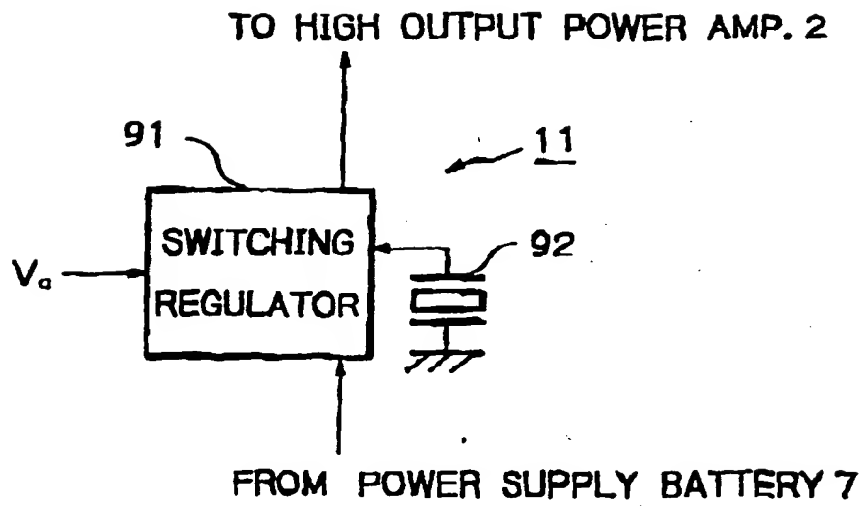 TO HIGH OUTPUT POWER AMP. 2
91
11
SWITCHING
REGULATOR
92
Va
FROM POWER SUPPLY BATTERY 7